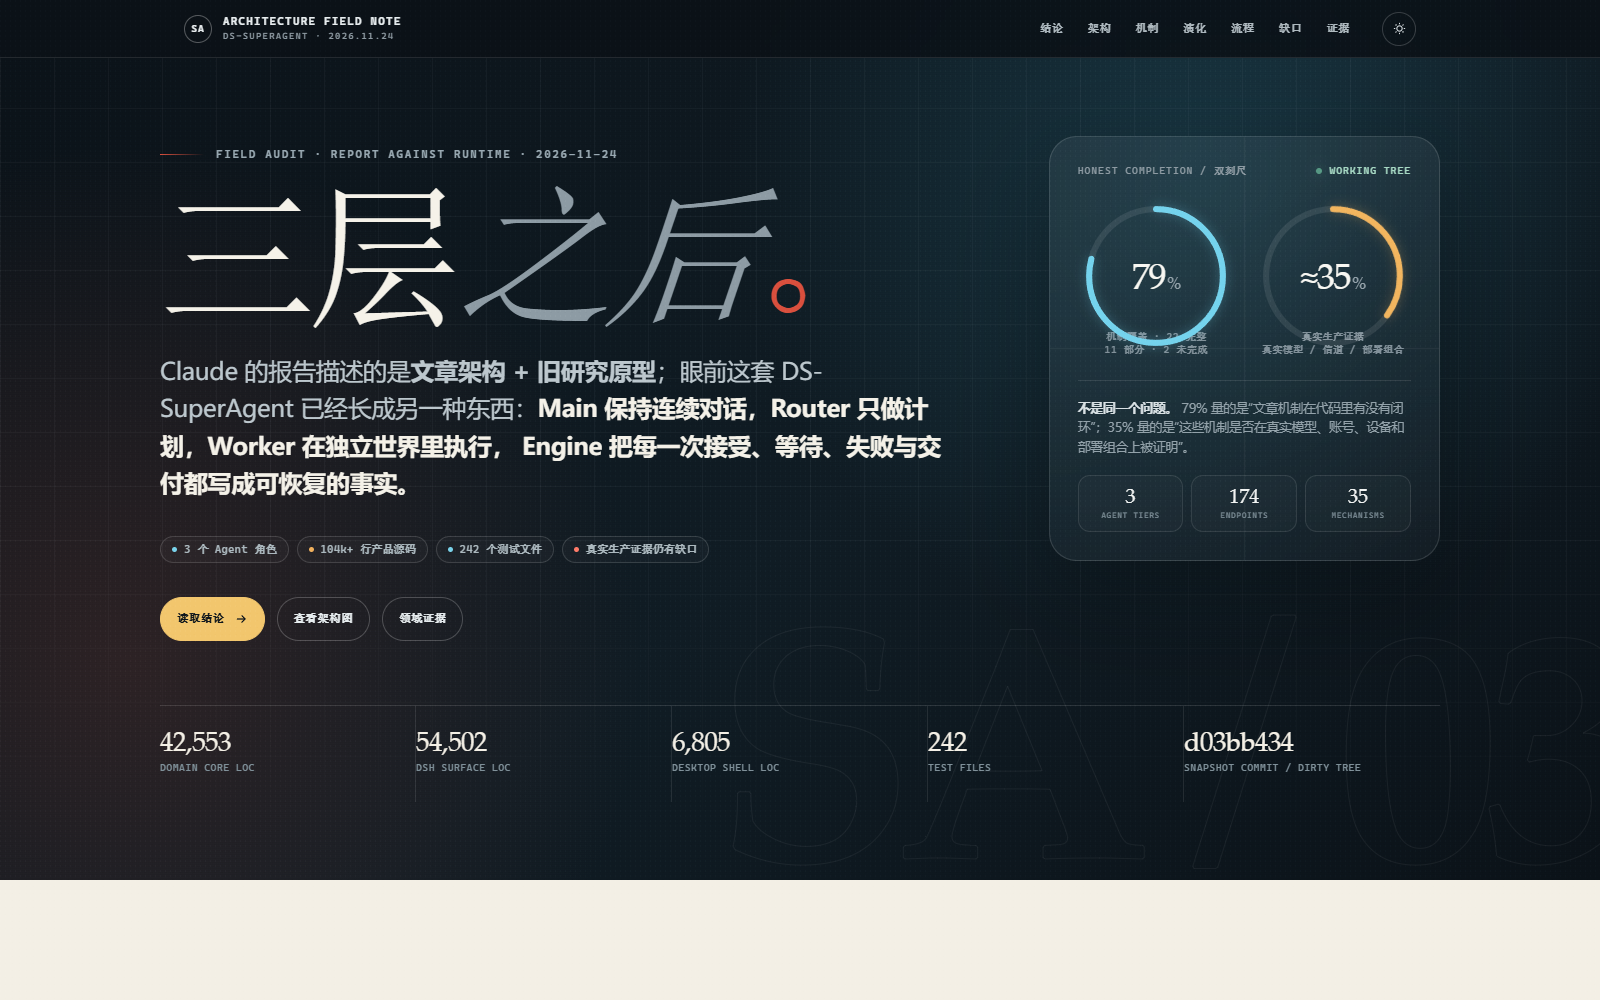 SA
ARCHITECTURE FIELD NOTE
DS-SUPERAGENT · 2026.11.24
结论 架构 机制 演化 流程 缺口 证据
FIELD AUDIT · REPORT AGAINST RUNTIME · 2026-11-24
三层之后。
Claude 的报告描述的是文章架构 + 旧研究原型；眼前这套 DS-
SuperAgent 已经长成另一种东西：Main 保持连续对话，Router 只做计
划，Worker 在独立世界里执行， Engine 把每一次接受、等待、失败与交
付都写成可恢复的事实。
3 个 Agent 角色
104k+ 行产品源码
242 个测试文件
真实生产证据仍有缺口
读取结论 →
查看架构图
领域证据
HONEST COMPLETION / 双刻尺
WORKING TREE
79%
≈35%
机制覆盖 · 22 完整
11 部分 · 2 未完成
真实生产证据
真实模型 / 信道 / 部署组合
不是同一个问题。 79% 量的是“文章机制在代码里有没有闭
环”；35% 量的是“这些机制是否在真实模型、账号、设备和
部署组合上被证明”。
3
AGENT TIERS
174
ENDPOINTS
35
MECHANISMS
SA/03
42,553
DOMAIN CORE LOC
54,502
DSH SURFACE LOC
6,805
DESKTOP SHELL LOC
242
TEST FILES
d03bb434
SNAPSHOT COMMIT / DIRTY TREE